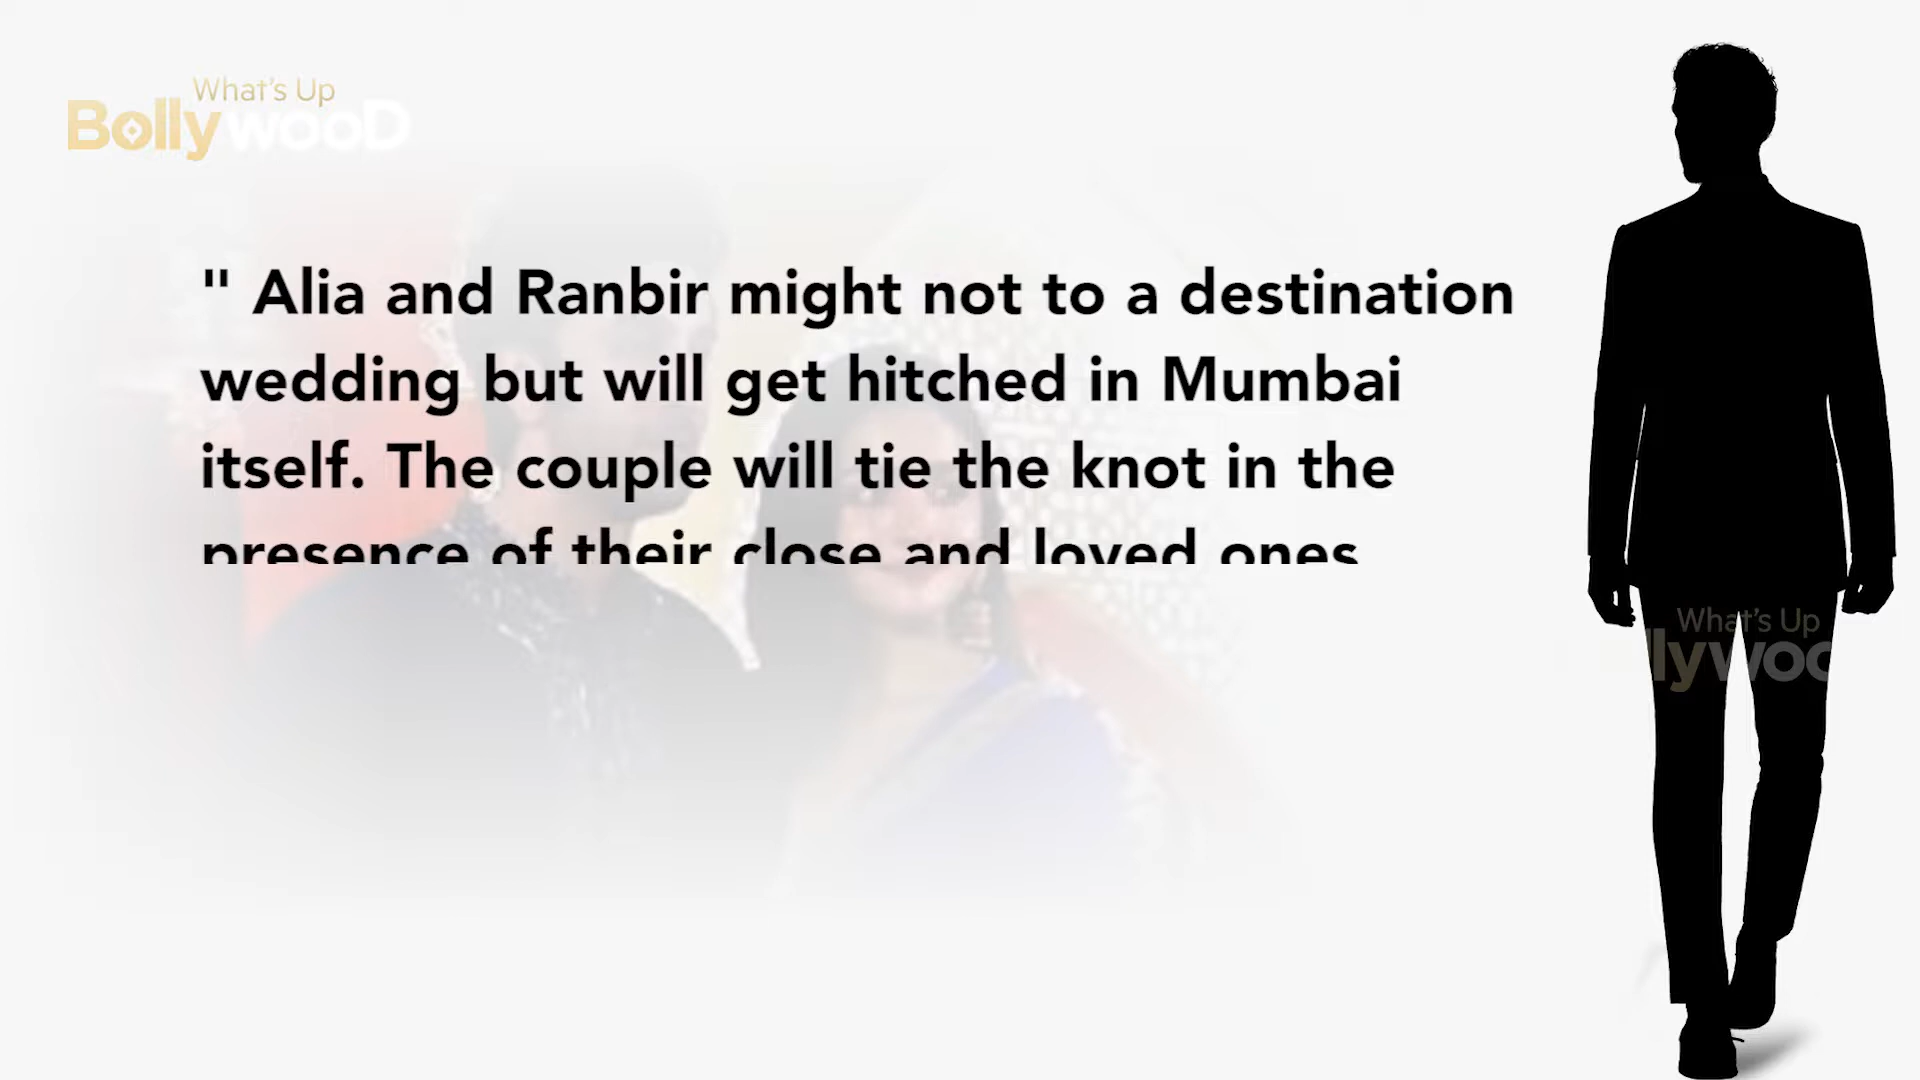 What's Up
BollywooD
" Alia and Ranbir might not to a destination
wedding but will get hitched in Mumbai
itself. The couple will tie the knot in the
presence of their close and loved ones
What's Up
llywoo